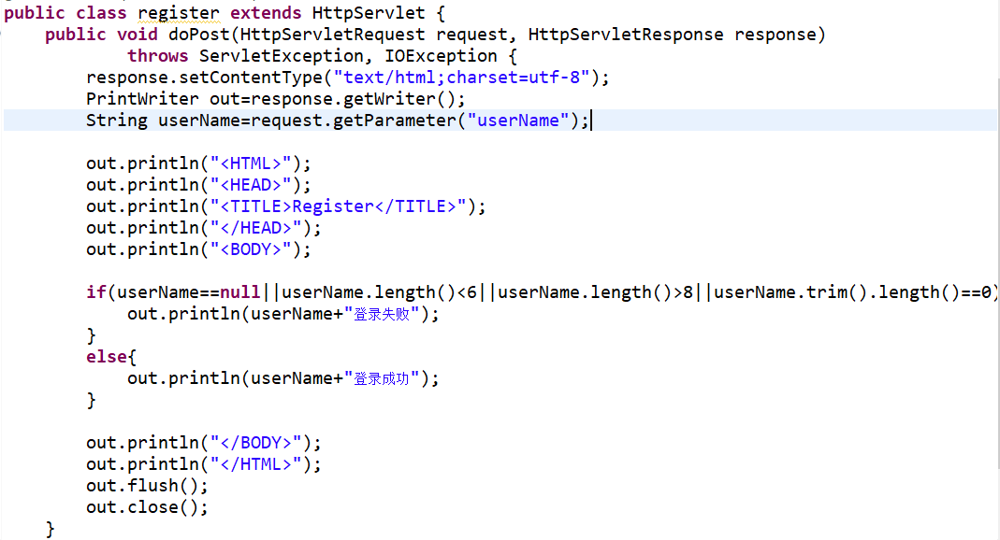 public class register extends HttpServlet {
public void doPost(HttpServletRequest request, HttpServletResponse response)
throws ServletException, IOException {
response.setContentType("text/html;charset=utf-8");
PrintWriter out=response.getWriter();
String userName=request.getParameter("userName");
out.println("<HTML>");
out.println("<HEAD>");
out.println("<TITLE>Register</TITLE>");
out.println("</HEAD>");
out.println("<BODY>");
if(userName==null||userName.length()<6||userName.length()>8||userName.trim().length()==0)
out.println(userName+"登录失败");
}
else{
out.println(userName+"登录成功");
}
out.println("</BODY>");
out.println("</HTML>");
out.flush();
out.close();
}